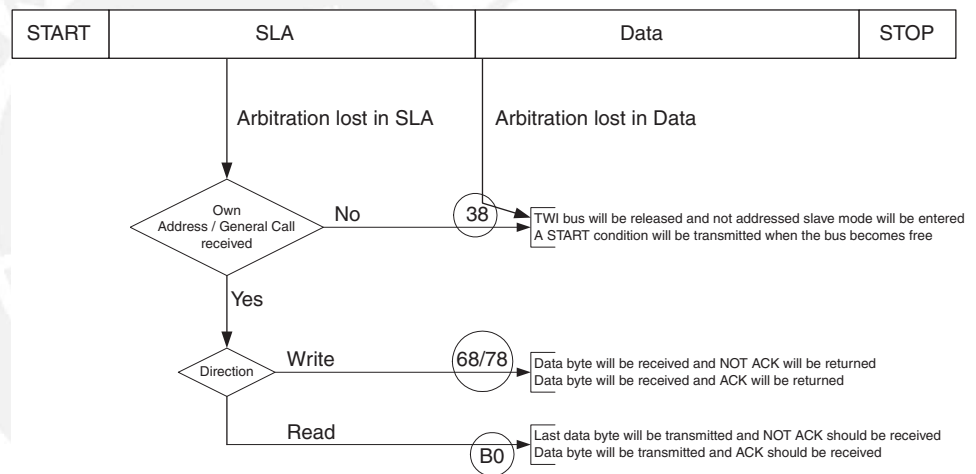 START SLA Data STOP
Arbitration lost in SLA Arbitration lost in Data
Own
Address / General Call
received
No
38
TWI bus will be released and not addressed slave mode will be entered
A START condition will be transmitted when the bus becomes free
Yes
Direction
Write
68/78
Data byte will be received and NOT ACK will be returned
Data byte will be received and ACK will be returned
Read
B0
Last data byte will be transmitted and NOT ACK should be received
Data byte will be transmitted and ACK should be received